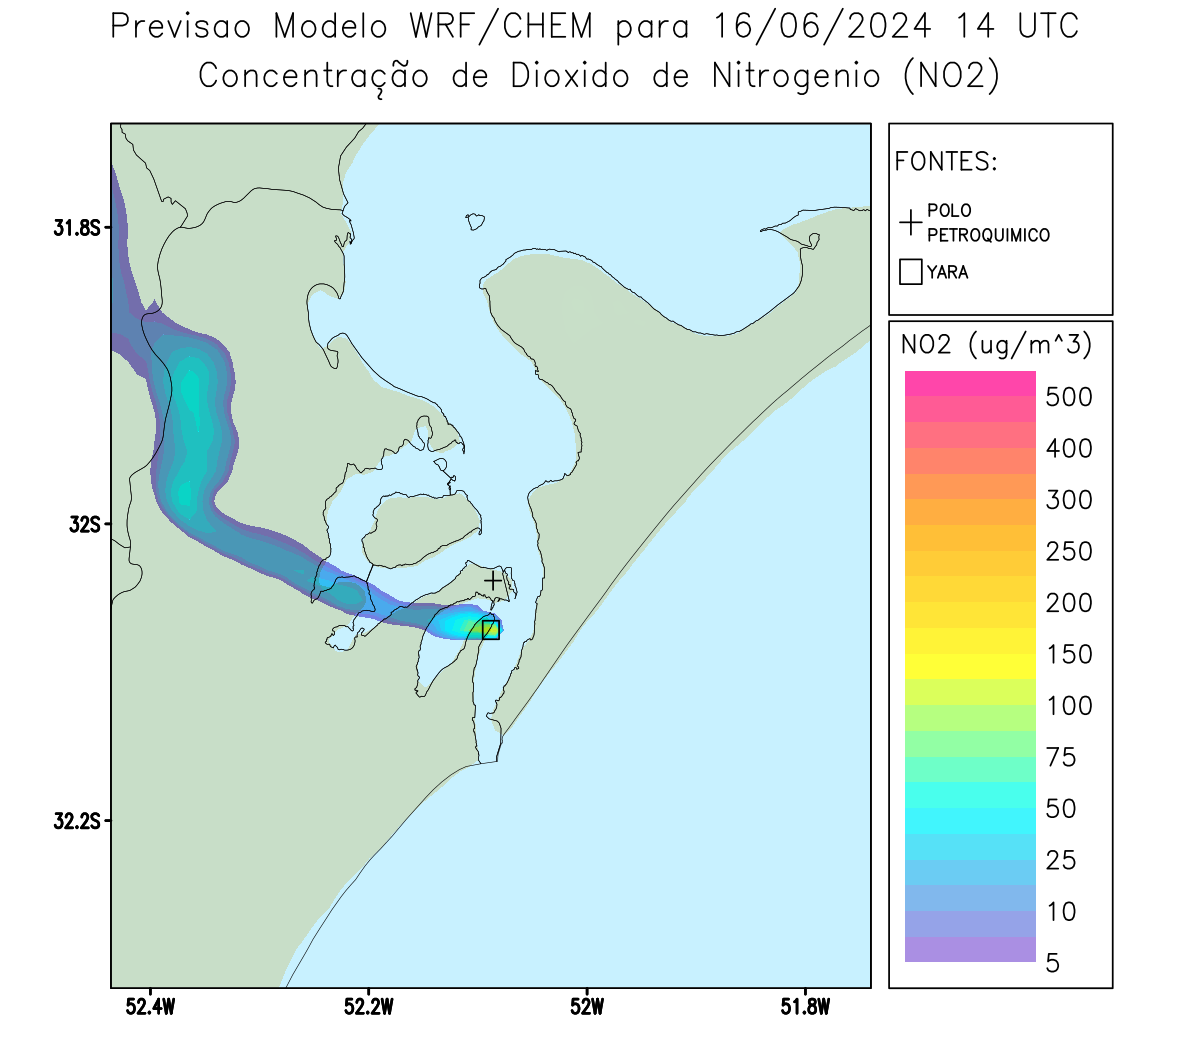 Previsao Modelo WRF/CHEM para 16/06/2024 14 UTC
Concentração de Dioxido de Nitrogenio (NO2)
FONTES:
POLO
PETROQUIMICO
YARA
NO2 (ug/m^3)
500
400
300
250
200
150
100
75
50
25
10
5
31.8S
32S
32.2S
52.4W
52.2W
52W
51.8W